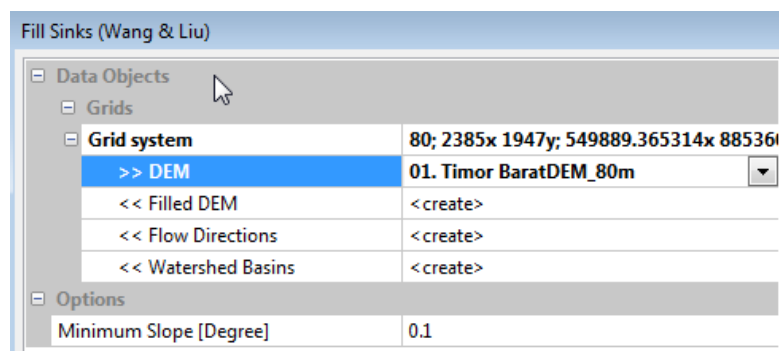 Fill Sinks (Wang & Liu)
Data Objects
Grids
Grid system 80; 2385x 1947y; 549889.365314x 885360
>> DEM 01. Timor BaratDEM_80m
<< Filled DEM <create>
<< Flow Directions <create>
<< Watershed Basins <create>
Options
Minimum Slope [Degree] 0.1